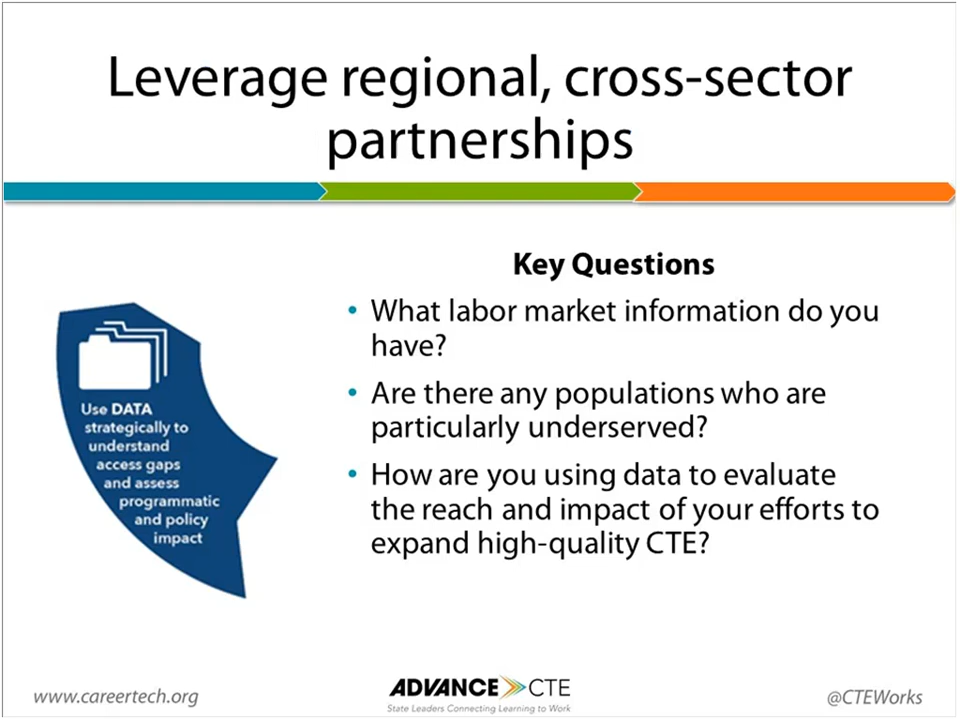 Leverage regional, cross-sector
partnerships
Key Questions
• What labor market information do you
have?
• Are there any populations who are
particularly underserved?
• How are you using data to evaluate
the reach and impact of your efforts to
expand high-quality CTE?
Use DATA
strategically to
understand
access gaps
and assess
programmatic
and policy
impact
www.careertech.org
ADVANCE CTE
State Leaders Connecting Learning to Work
@CTEWorks